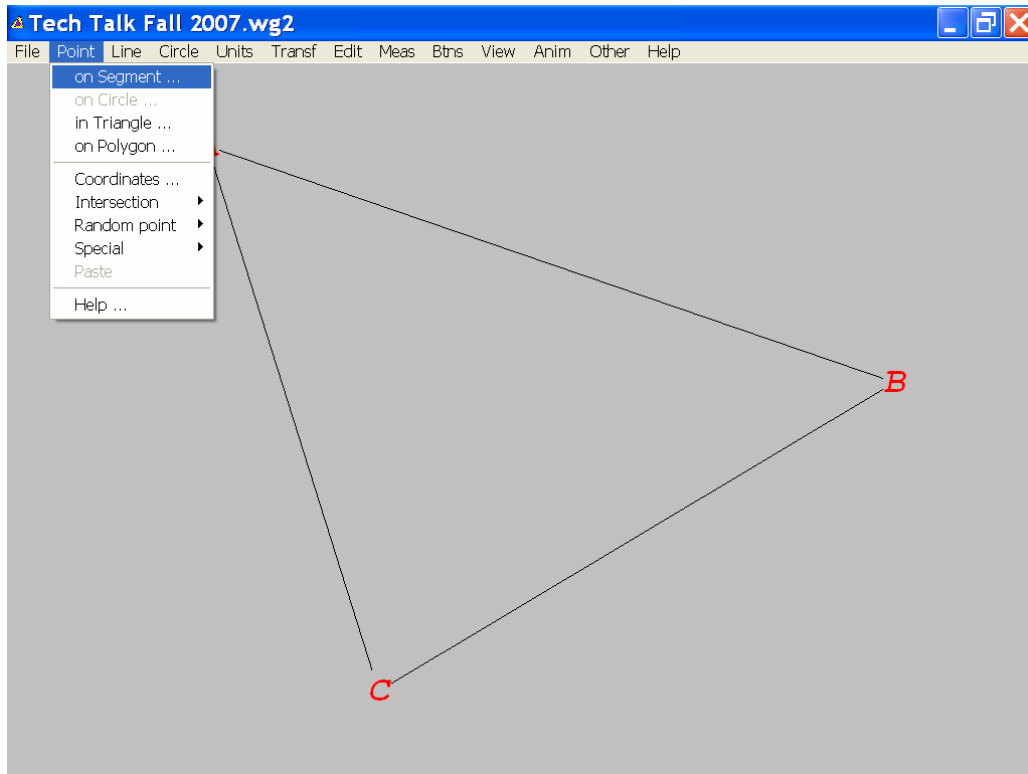 Tech Talk Fall 2007.wg2
File Point Line Circle Units Transf Edit Meas Btns View Anim Other Help
on Segment ...
on Circle ...
in Triangle ...
on Polygon ...
Coordinates ...
Intersection
Random point
Special
Paste
Help ...
B
C